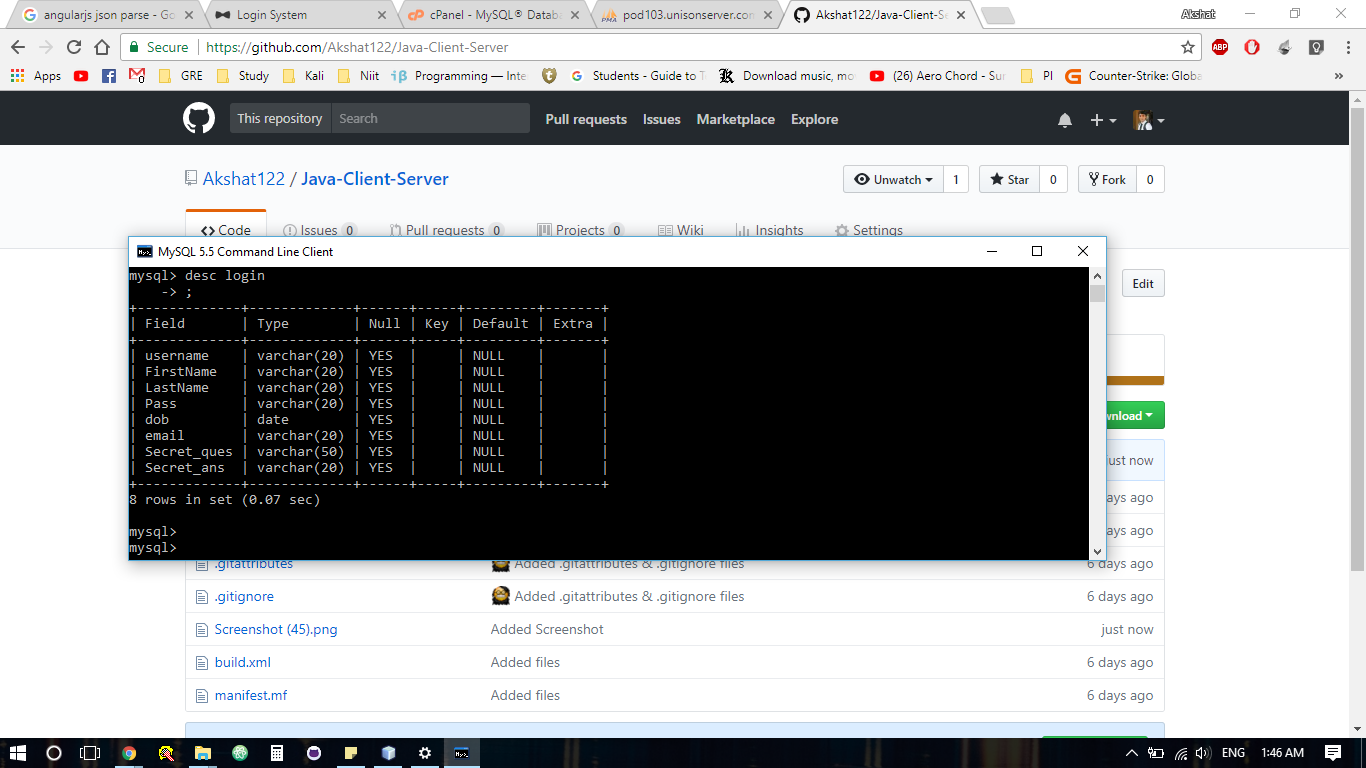 angularjs json parse - Go
Login System
cPanel - MySQL® Databa
pod103.unisonserver.com
Akshat122/Java-Client-Se
Akshat
Secure https://github.com/Akshat122/Java-Client-Server
Apps GRE Study Kali Niit Programming — Inte Students - Guide to T Download music, mo (26) Aero Chord - Sur PI Counter-Strike: Globa »
This repository Search Pull requests Issues Marketplace Explore
Akshat122 / Java-Client-Server Unwatch 1 Star 0 Fork 0
Code Issues 0 Pull requests 0 Projects 0 Wiki Insights Settings
MySQL 5.5 Command Line Client
mysql> desc login
    -> ;
+-------------+-------------+------+-----+---------+-------+
| Field       | Type        | Null | Key | Default | Extra |
+-------------+-------------+------+-----+---------+-------+
| username    | varchar(20) | YES  |     | NULL    |       |
| FirstName   | varchar(20) | YES  |     | NULL    |       |
| LastName    | varchar(20) | YES  |     | NULL    |       |
| Pass        | varchar(20) | YES  |     | NULL    |       |
| dob         | date        | YES  |     | NULL    |       |
| email       | varchar(20) | YES  |     | NULL    |       |
| Secret_ques | varchar(50) | YES  |     | NULL    |       |
| Secret_ans  | varchar(20) | YES  |     | NULL    |       |
+-------------+-------------+------+-----+---------+-------+
8 rows in set (0.07 sec)
mysql>
mysql>
Edit
wnload
ust now
ays ago
ays ago
.gitattributes Added .gitattributes & .gitignore files 6 days ago
.gitignore Added .gitattributes & .gitignore files 6 days ago
Screenshot (45).png Added Screenshot just now
build.xml Added files 6 days ago
manifest.mf Added files 6 days ago
ENG 1:46 AM